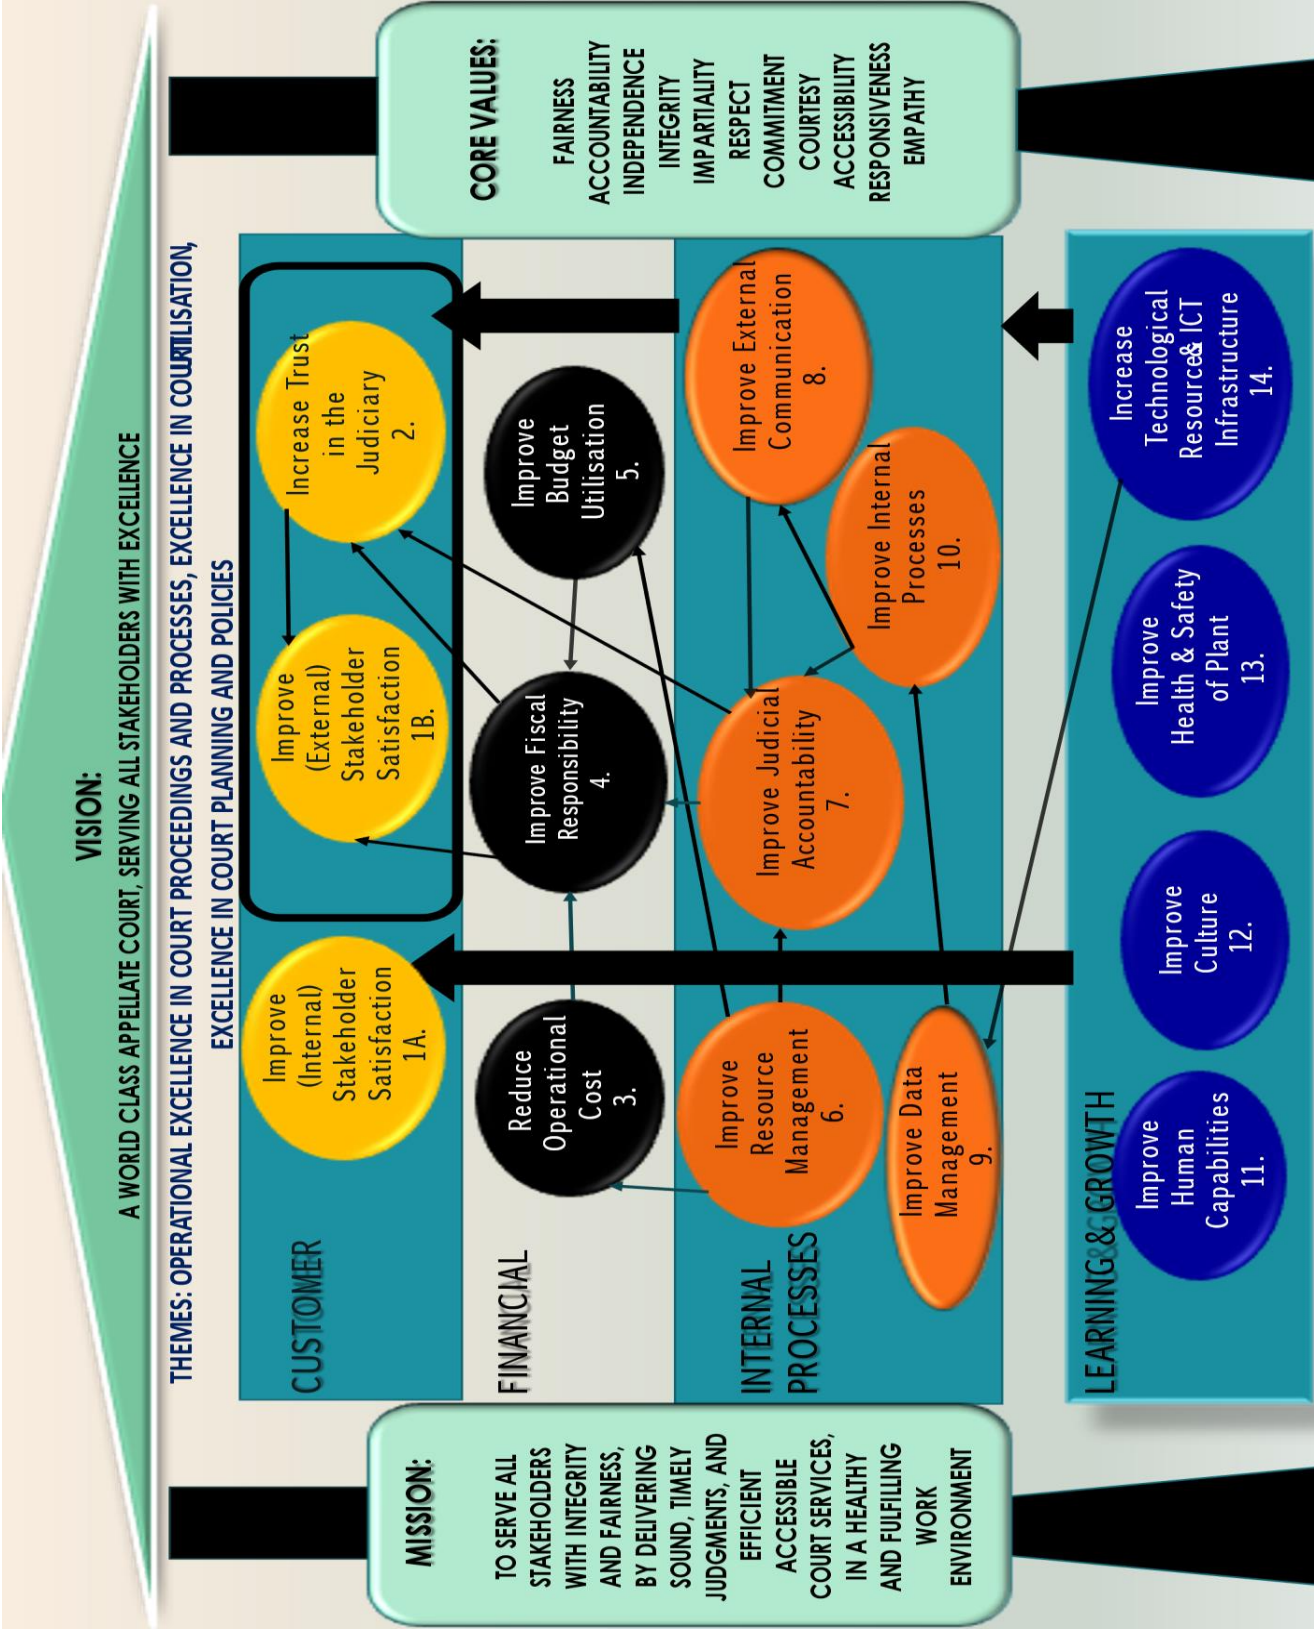 VISION:
A WORLD CLASS APPELLATE COURT, SERVING ALL STAKEHOLDERS WITH EXCELLENCE
THEMES: OPERATIONAL EXCELLENCE IN COURT PROCEEDINGS AND PROCESSES, EXCELLENCE IN COURT UTILISATION,
EXCELLENCE IN COURT PLANNING AND POLICIES
MISSION:
TO SERVE ALL
STAKEHOLDERS
WITH INTEGRITY
AND FAIRNESS,
BY DELIVERING
SOUND, TIMELY
JUDGMENTS, AND
EFFICIENT
ACCESSIBLE
COURT SERVICES,
IN A HEALTHY
AND FULFILLING
WORK
ENVIRONMENT
CUSTOMER
Improve
(Internal)
Stakeholder
Satisfaction
1A.
Improve
(External)
Stakeholder
Satisfaction
1B.
Increase Trust
in the
Judiciary
2.
FINANCIAL
Reduce
Operational
Cost
3.
Improve Fiscal
Responsibility
4.
Improve
Budget
Utilisation
5.
INTERNAL
PROCESSES
Improve
Resource
Management
6.
Improve Judicial
Accountability
7.
Improve External
Communication
8.
Improve Data
Management
9.
Improve Internal
Processes
10.
LEARNING & GROWTH
Improve
Human
Capabilities
11.
Improve
Culture
12.
Improve
Health & Safety
of Plant
13.
Increase
Technological
Resource& ICT
Infrastructure
14.
CORE VALUES:
FAIRNESS
ACCOUNTABILITY
INDEPENDENCE
INTEGRITY
IMPARTIALITY
RESPECT
COMMITMENT
COURTESY
ACCESSIBILITY
RESPONSIVENESS
EMPATHY